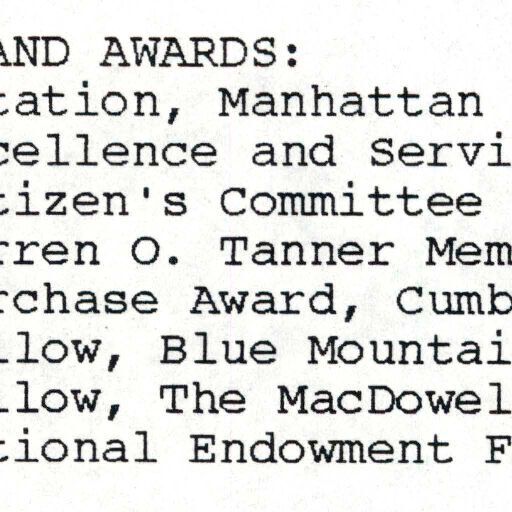 AND AWARDS:
tation, Manhattan
cellence and Servi
tizen's Committee
rren O. Tanner Mem
rchase Award, Cumb
llow, Blue Mountai
llow, The MacDowel
tional Endowment F